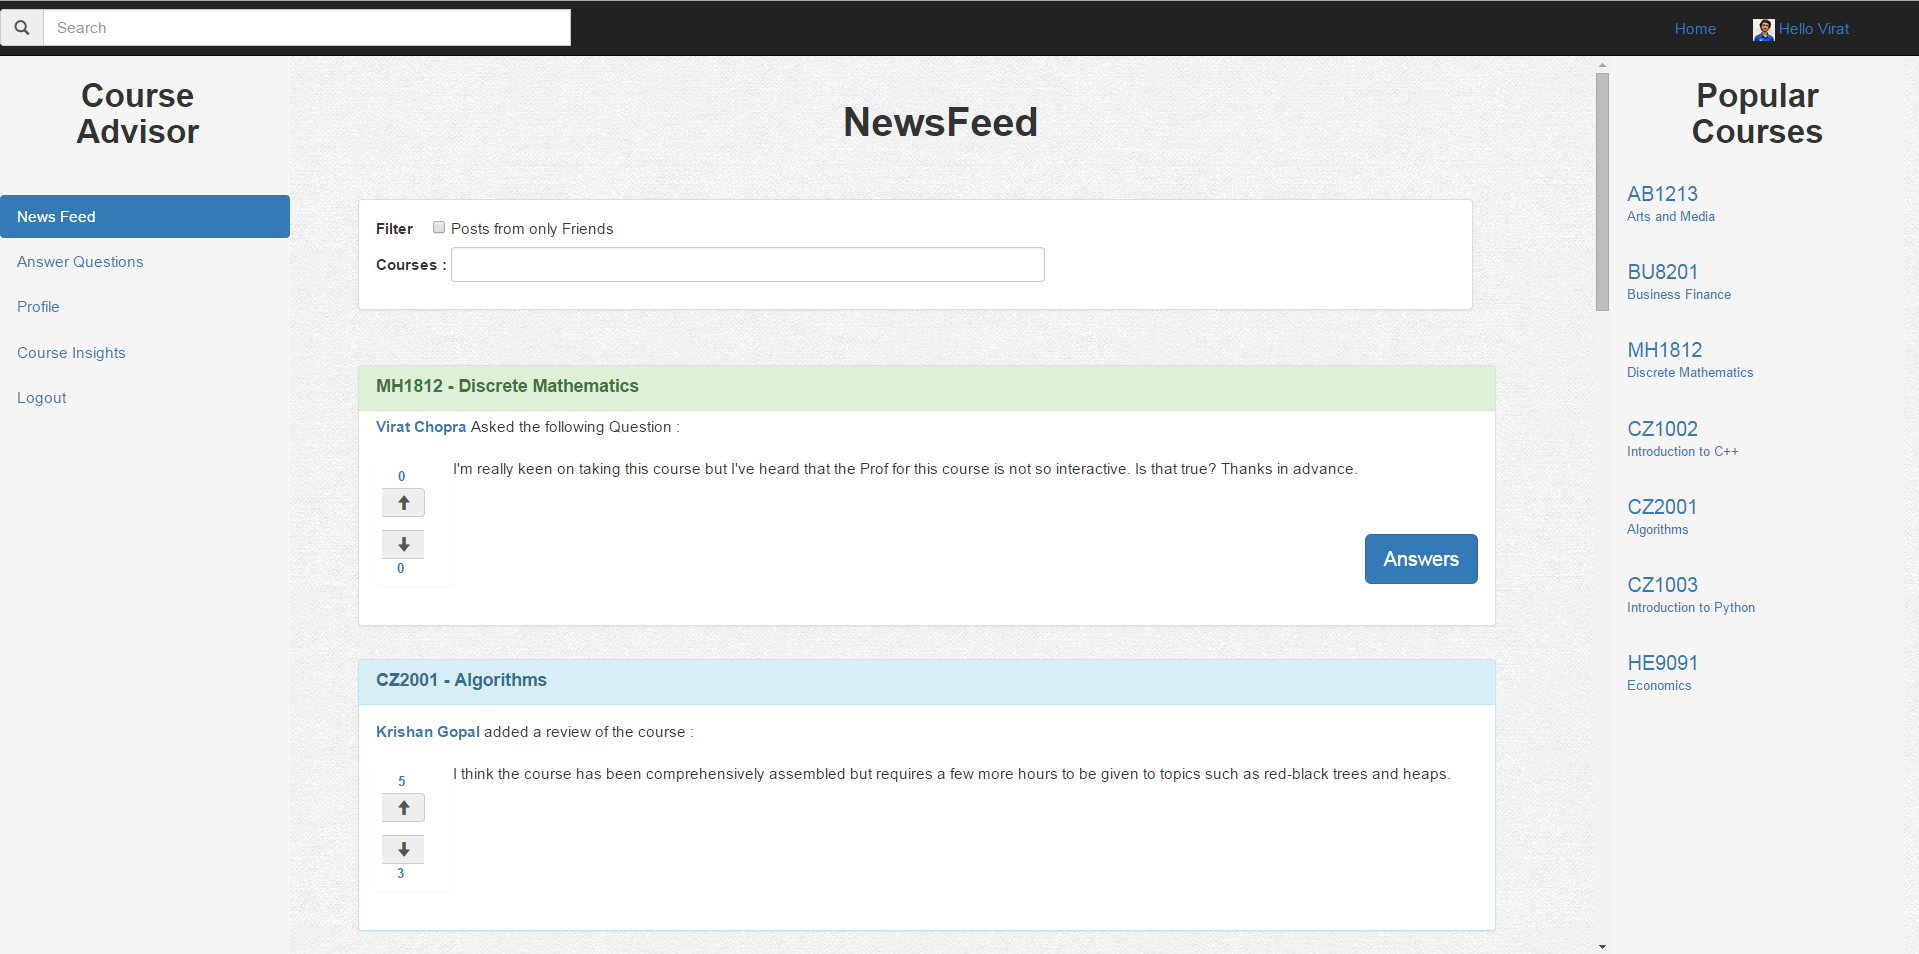 Search
Home
Hello Virat
Course
Advisor
News Feed
Answer Questions
Profile
Course Insights
Logout
NewsFeed
Filter Posts from only Friends
Courses :
MH1812 - Discrete Mathematics
Virat Chopra Asked the following Question :
0
I'm really keen on taking this course but I've heard that the Prof for this course is not so interactive. Is that true? Thanks in advance.
0
Answers
CZ2001 - Algorithms
Krishan Gopal added a review of the course :
5
I think the course has been comprehensively assembled but requires a few more hours to be given to topics such as red-black trees and heaps.
3
Popular
Courses
AB1213
Arts and Media
BU8201
Business Finance
MH1812
Discrete Mathematics
CZ1002
Introduction to C++
CZ2001
Algorithms
CZ1003
Introduction to Python
HE9091
Economics